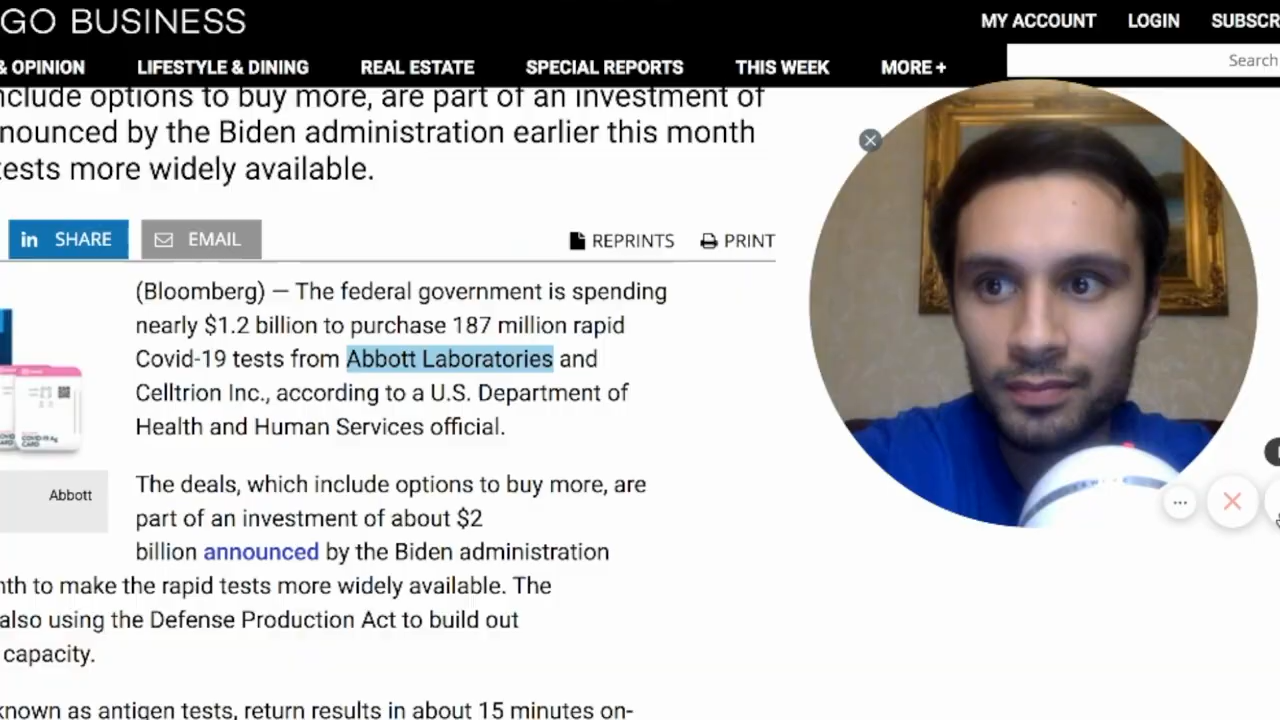 GO BUSINESS
MY ACCOUNT LOGIN SUBSCR
& OPINION LIFESTYLE & DINING REAL ESTATE SPECIAL REPORTS THIS WEEK MORE + Search
nclude options to buy more, are part of an investment of
nounced by the Biden administration earlier this month
tests more widely available.
in SHARE EMAIL REPRINTS PRINT
(Bloomberg) — The federal government is spending
nearly $1.2 billion to purchase 187 million rapid
Covid-19 tests from Abbott Laboratories and
Celltrion Inc., according to a U.S. Department of
Health and Human Services official.
Abbott
The deals, which include options to buy more, are
part of an investment of about $2
billion announced by the Biden administration
nth to make the rapid tests more widely available. The
also using the Defense Production Act to build out
capacity.
known as antigen tests, return results in about 15 minutes on-